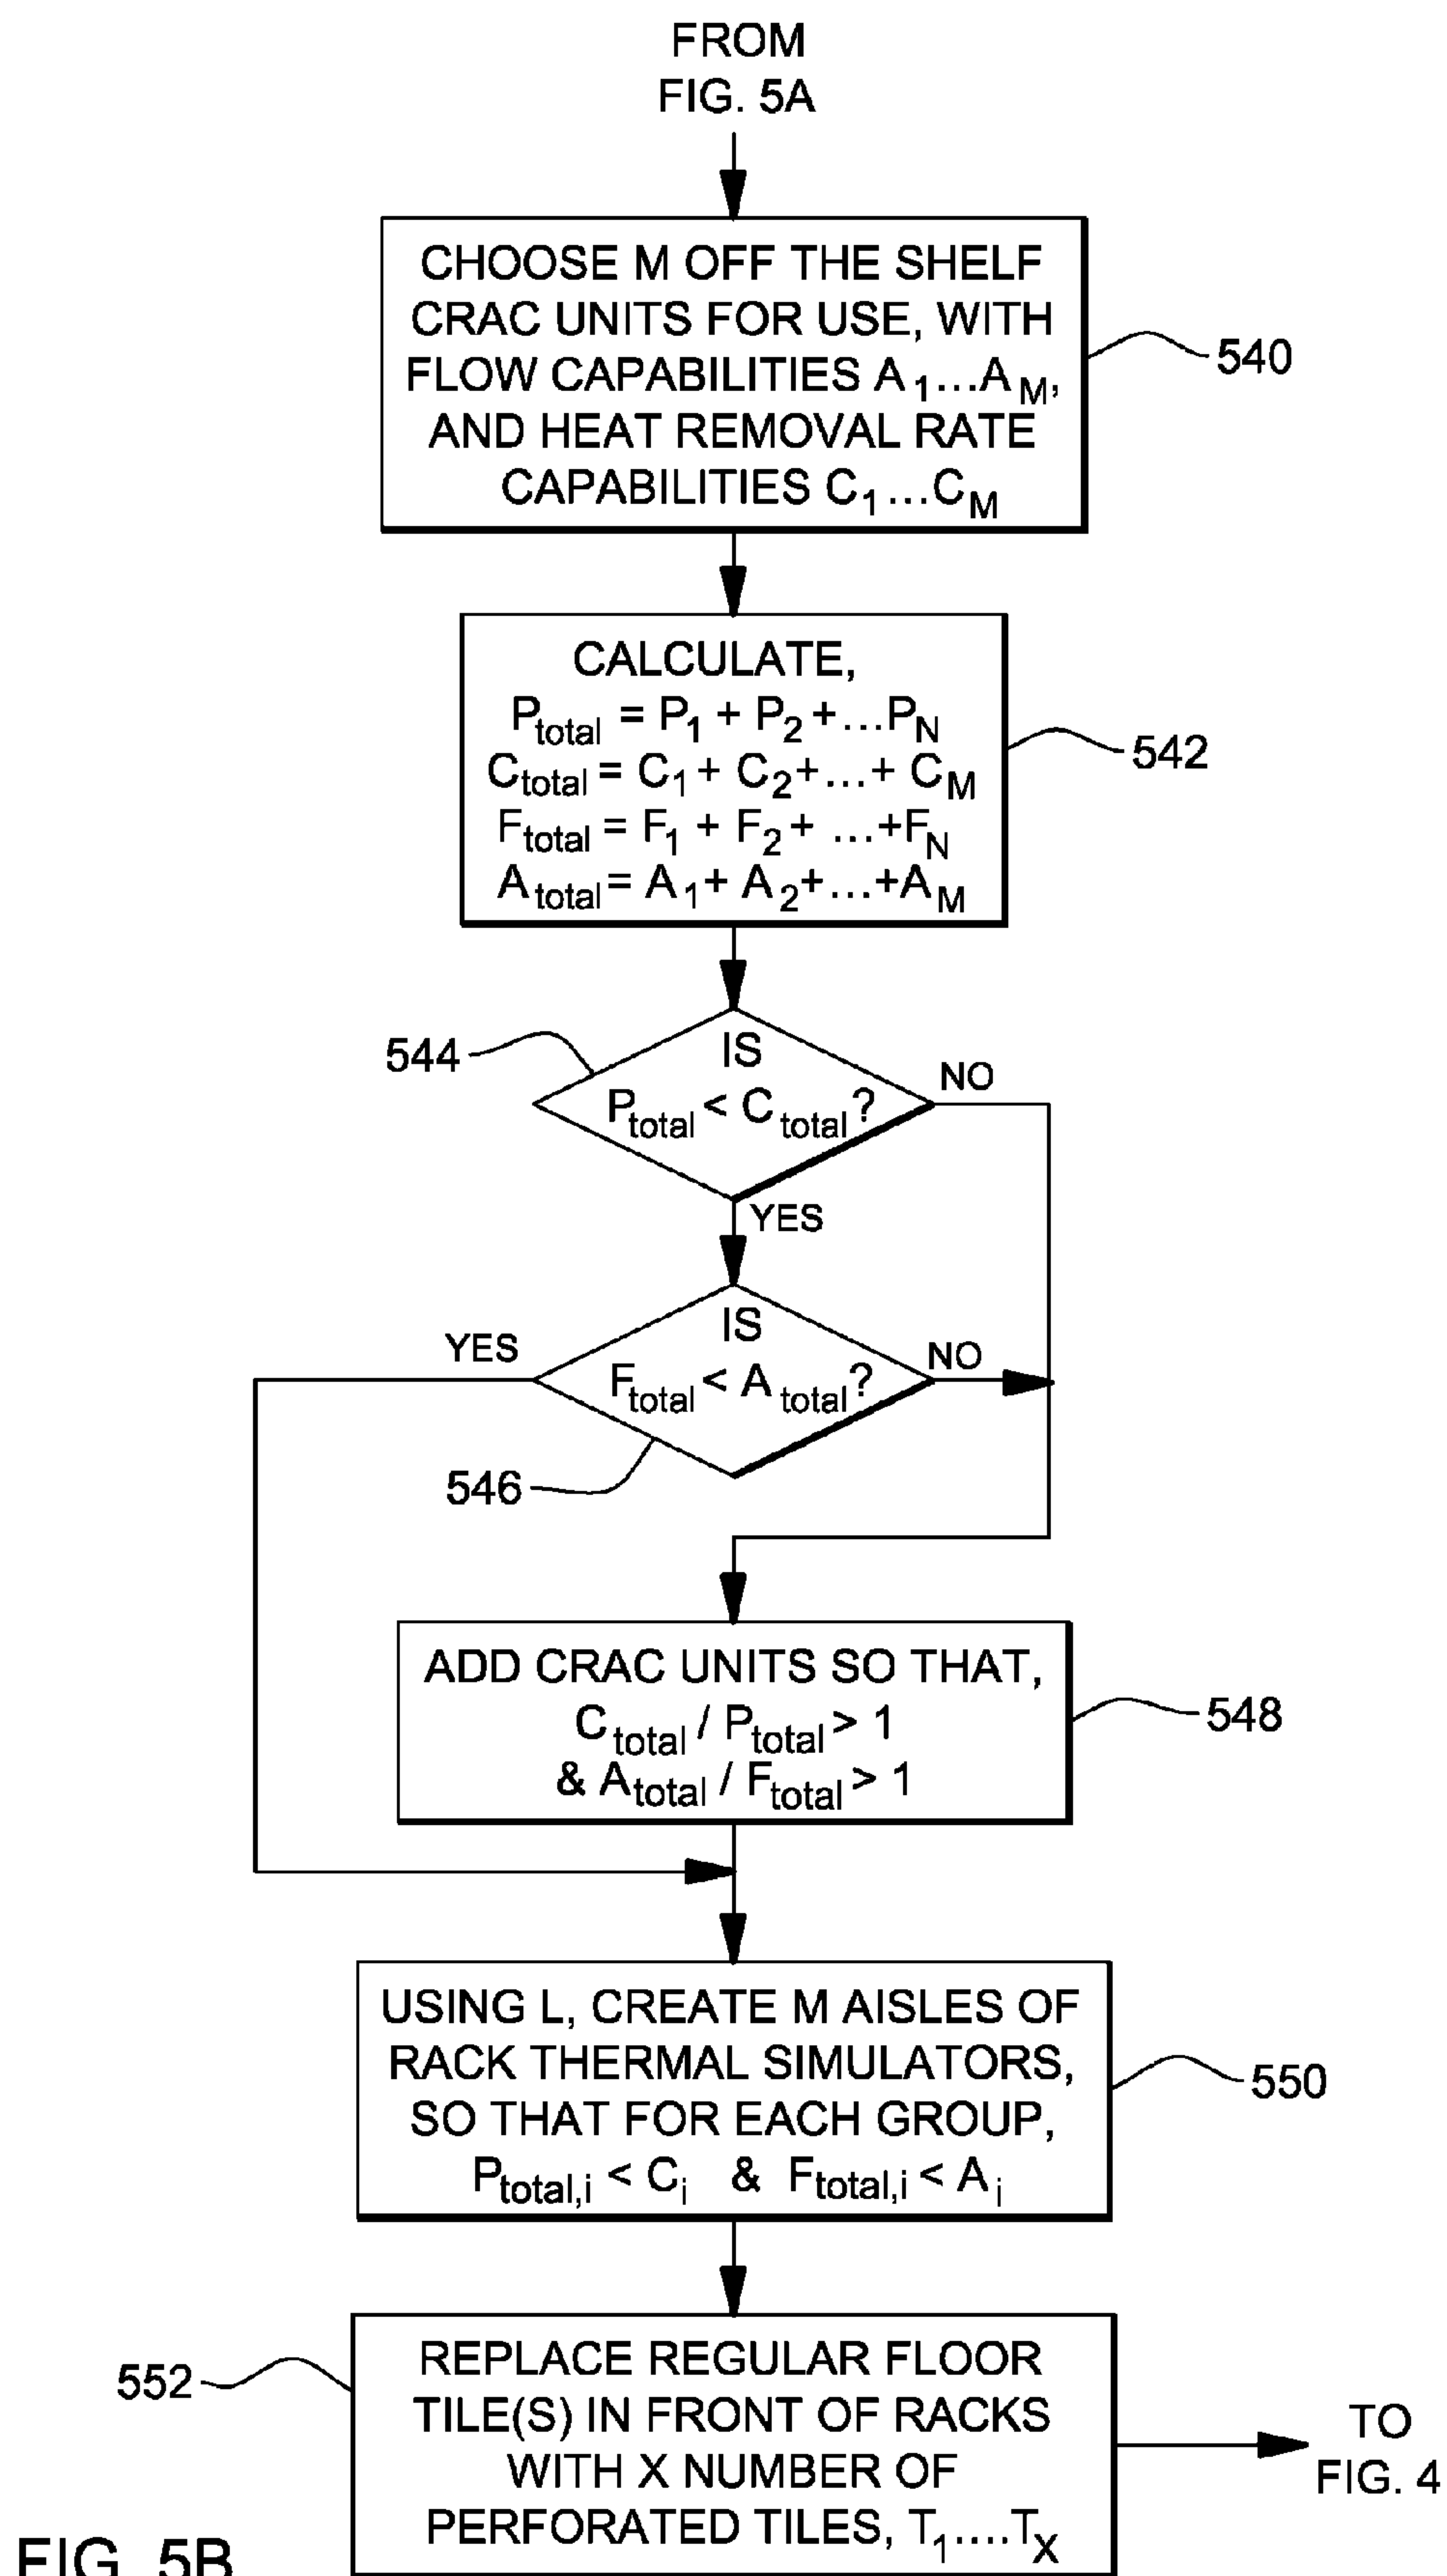 FROM
FIG. 5A
CHOOSE M OFF THE SHELF
CRAC UNITS FOR USE, WITH
FLOW CAPABILITIES A1...AM,
AND HEAT REMOVAL RATE
CAPABILITIES C1...CM
540
CALCULATE,
Ptotal = P1 + P2 +...PN
Ctotal = C1 + C2+...+ CM
Ftotal = F1 + F2 + ...+FN
Atotal = A1 + A2+...+AM
542
544
IS
Ptotal < Ctotal?
NO
YES
IS
Ftotal < Atotal?
YES
NO
546
ADD CRAC UNITS SO THAT,
Ctotal / Ptotal > 1
& Atotal / Ftotal > 1
548
USING L, CREATE M AISLES OF
RACK THERMAL SIMULATORS,
SO THAT FOR EACH GROUP,
Ptotal,i < Ci & Ftotal,i < Ai
550
552
REPLACE REGULAR FLOOR
TILE(S) IN FRONT OF RACKS
WITH X NUMBER OF
PERFORATED TILES, T1....TX
TO
FIG. 4
FIG. 5B